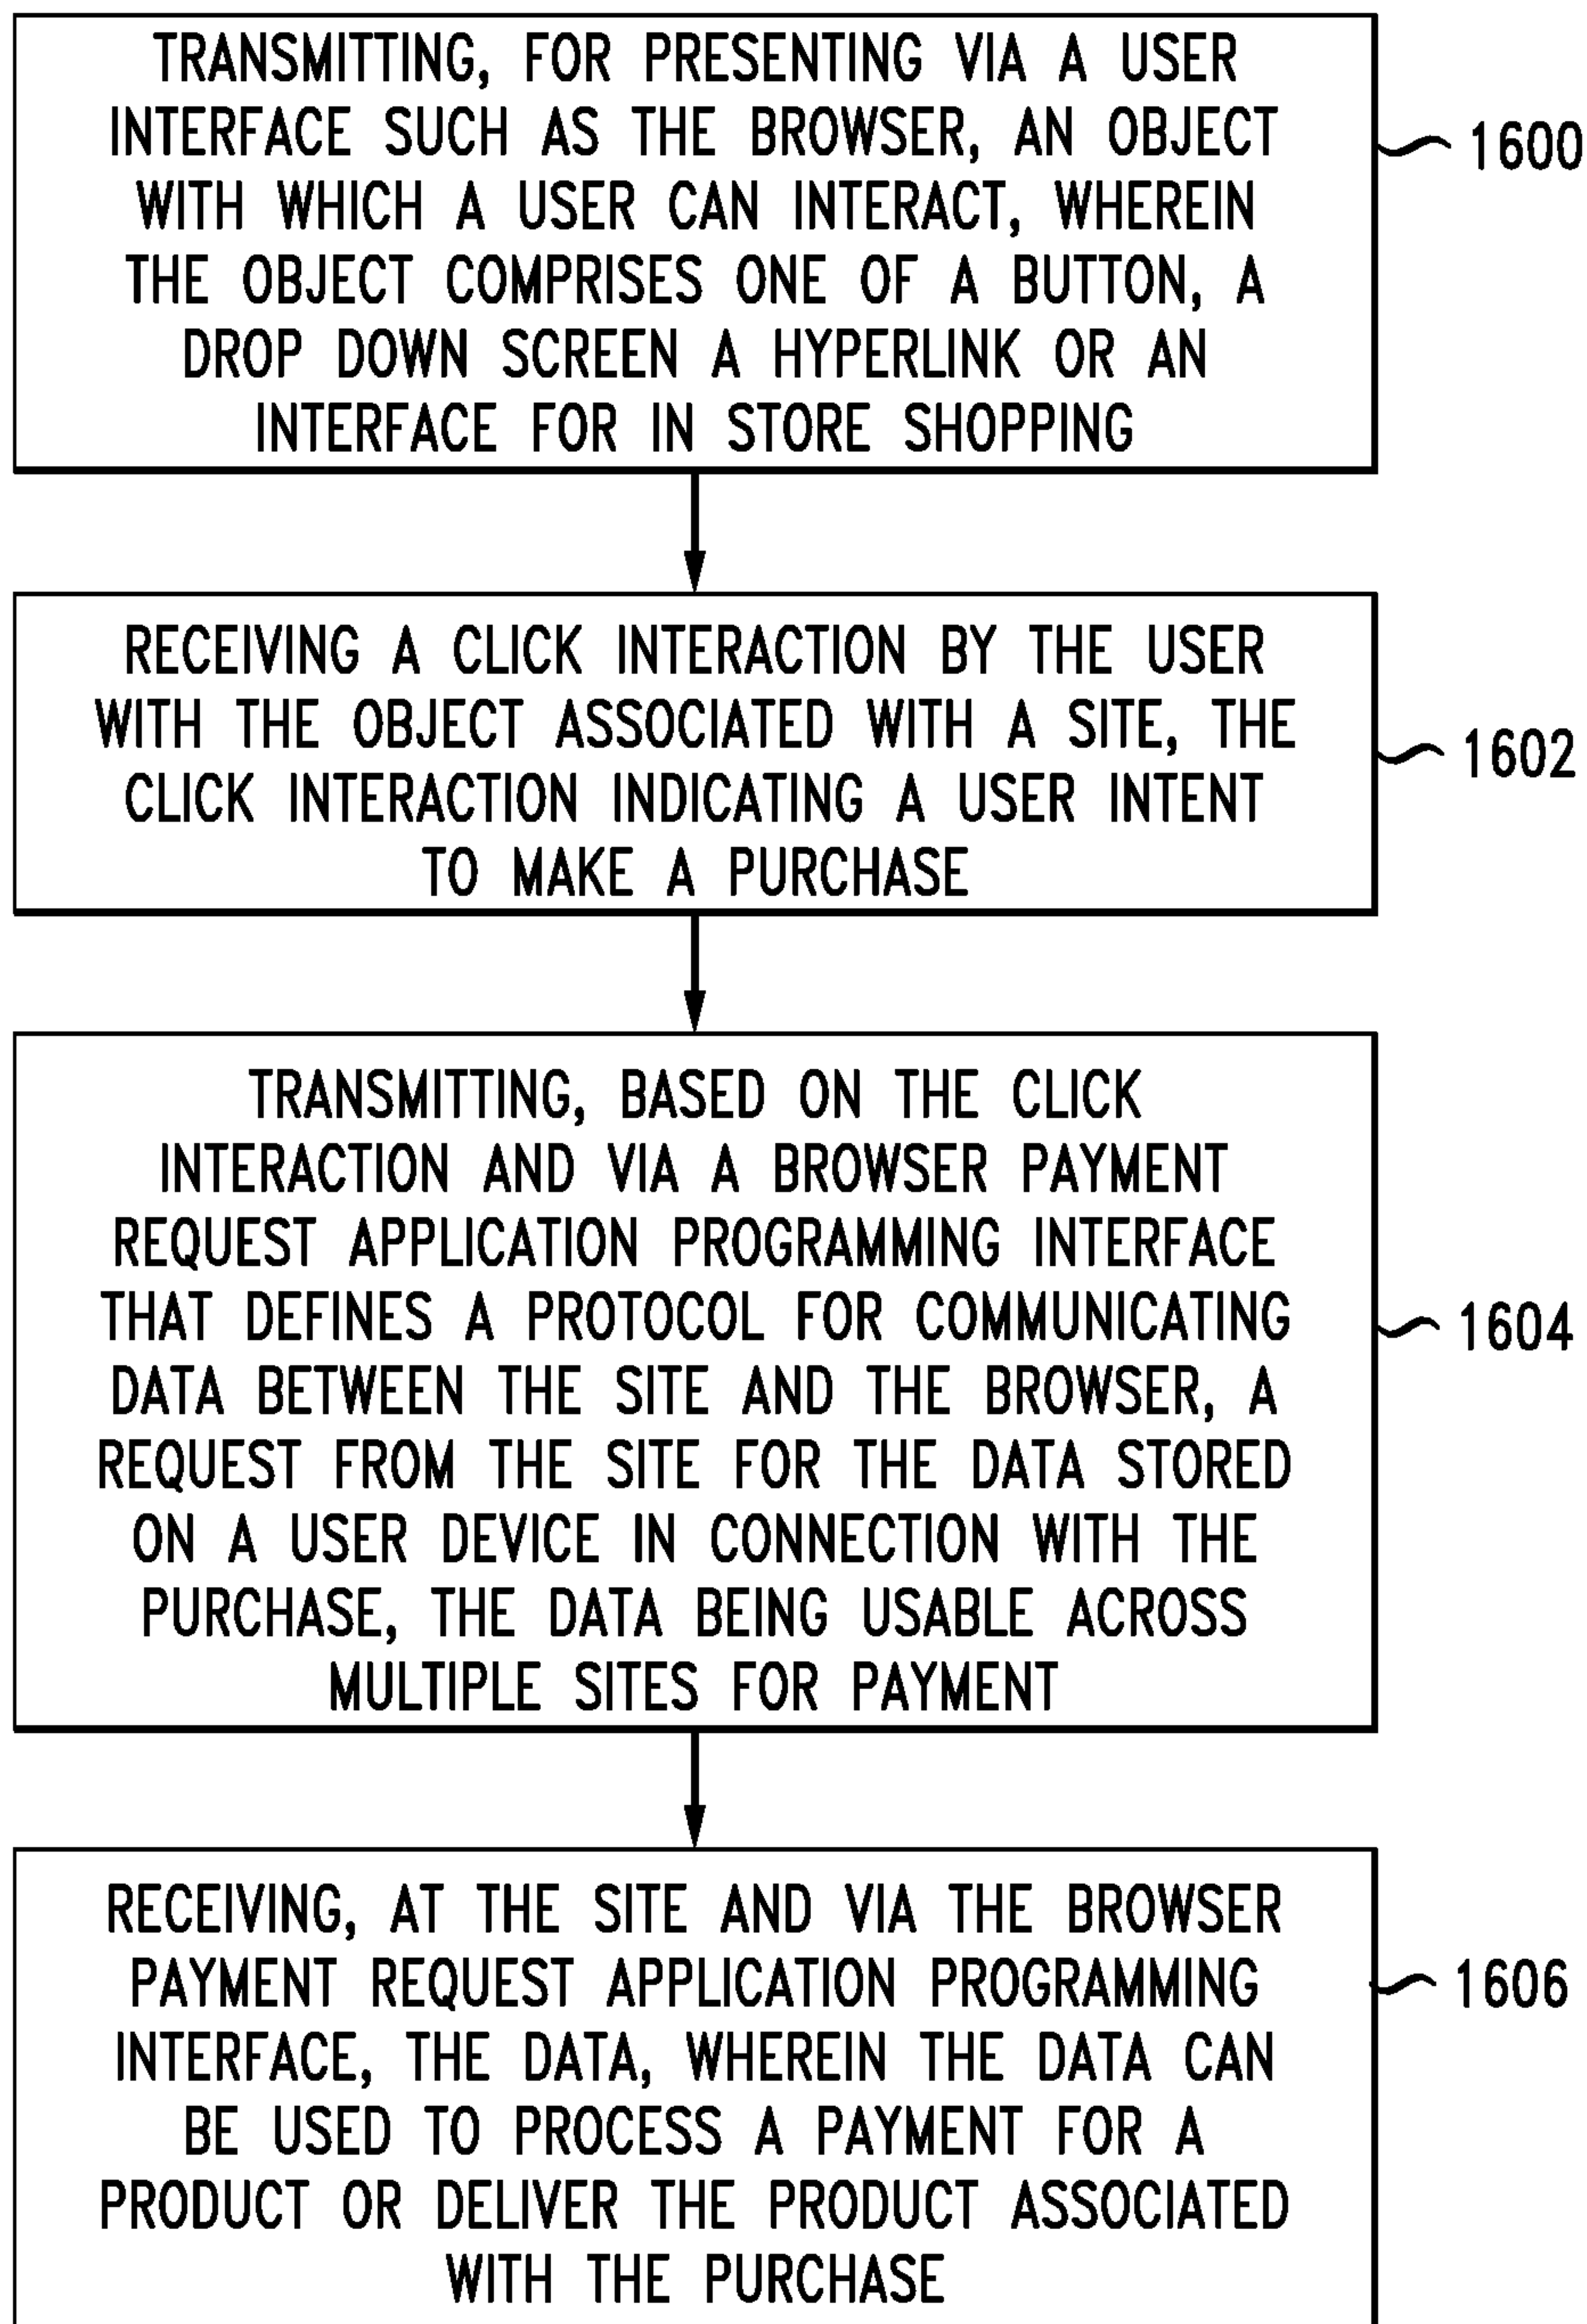 TRANSMITTING, FOR PRESENTING VIA A USER
INTERFACE SUCH AS THE BROWSER, AN OBJECT
WITH WHICH A USER CAN INTERACT, WHEREIN
THE OBJECT COMPRISES ONE OF A BUTTON, A
DROP DOWN SCREEN A HYPERLINK OR AN
INTERFACE FOR IN STORE SHOPPING
1600
RECEIVING A CLICK INTERACTION BY THE USER
WITH THE OBJECT ASSOCIATED WITH A SITE, THE
CLICK INTERACTION INDICATING A USER INTENT
TO MAKE A PURCHASE
1602
TRANSMITTING, BASED ON THE CLICK
INTERACTION AND VIA A BROWSER PAYMENT
REQUEST APPLICATION PROGRAMMING INTERFACE
THAT DEFINES A PROTOCOL FOR COMMUNICATING
DATA BETWEEN THE SITE AND THE BROWSER, A
REQUEST FROM THE SITE FOR THE DATA STORED
ON A USER DEVICE IN CONNECTION WITH THE
PURCHASE, THE DATA BEING USABLE ACROSS
MULTIPLE SITES FOR PAYMENT
1604
RECEIVING, AT THE SITE AND VIA THE BROWSER
PAYMENT REQUEST APPLICATION PROGRAMMING
INTERFACE, THE DATA, WHEREIN THE DATA CAN
BE USED TO PROCESS A PAYMENT FOR A
PRODUCT OR DELIVER THE PRODUCT ASSOCIATED
WITH THE PURCHASE
1606